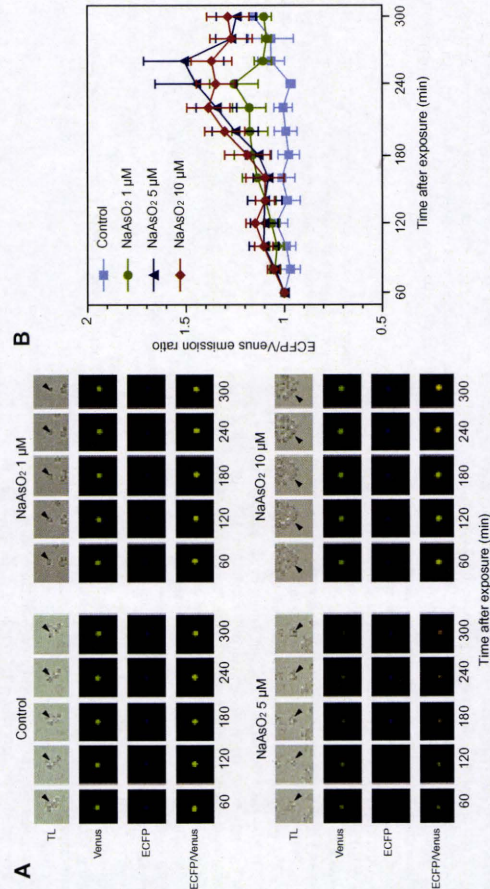 A
Control
NaAsO2 1 µM
TL
Venus
ECFP
ECFP/Venus
60 120 180 240 300
60 120 180 240 300
NaAsO2 5 µM
NaAsO2 10 µM
TL
Venus
ECFP
ECFP/Venus
60 120 180 240 300
60 120 180 240 300
Time after exposure (min)
B
Control
NaAsO2 1 µM
NaAsO2 5 µM
NaAsO2 10 µM
ECFP/Venus emission ratio
2
1.5
1
0.5
60 120 180 240 300
Time after exposure (min)